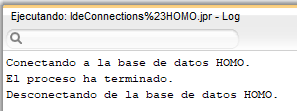 Ejecutando: IdeConnections%23HOMO.jpr - Log
Conectando a la base de datos HOMO.
El proceso ha terminado.
Desconectando de la base de datos HOMO.